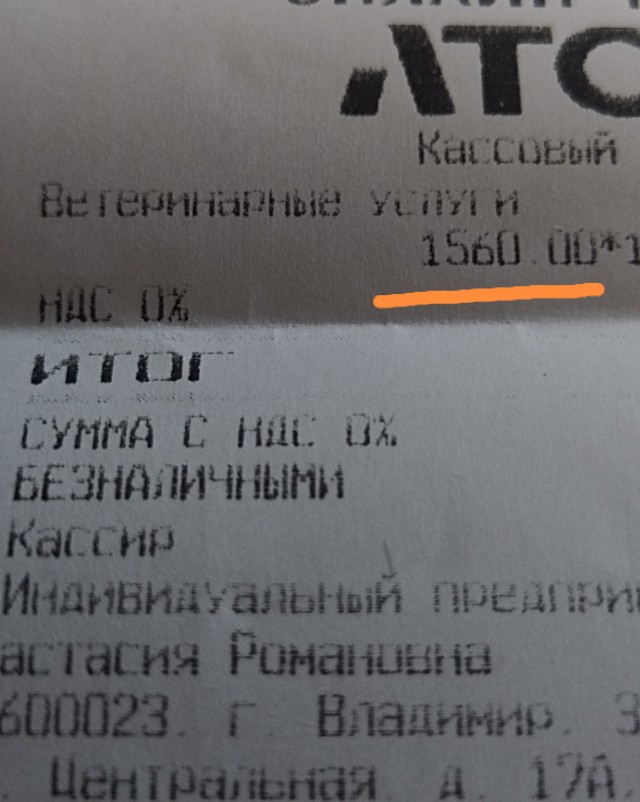 АТО
Кассовый
Ветеринарные услуги
1560.00*1
НДС 0%
ИТОГ
СУММА С НДС 0%
БЕЗНАЛИЧНЫМИ
Кассир
Индивидуальный предпри
астасия Романовна
600023. г. Владимир. З
. Центральная д. 17А.